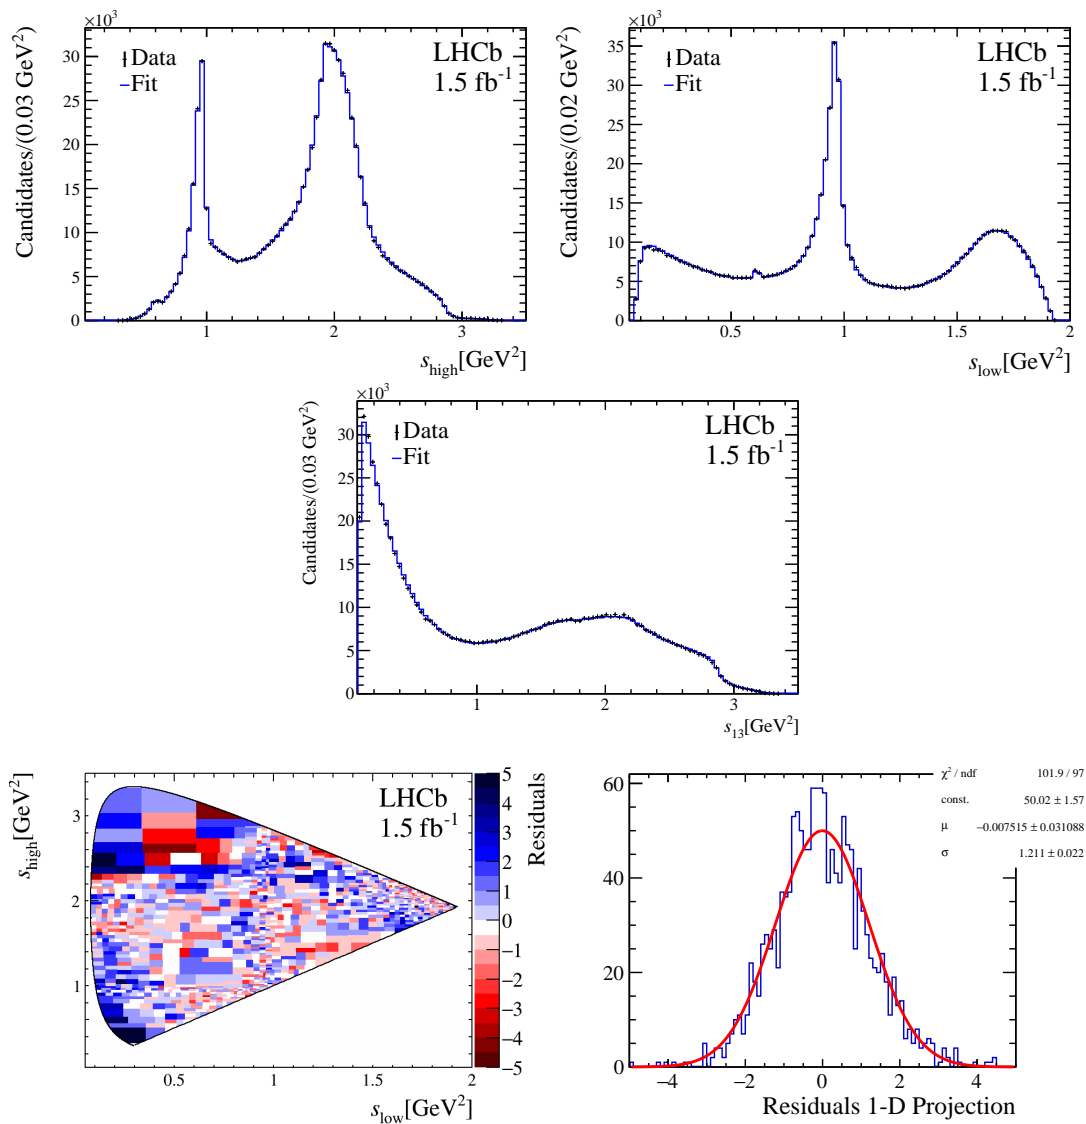 ×10³
Candidates/(0.03 GeV²)
30
25
20
15
10
5
0
Data
Fit
LHCb
1.5 fb⁻¹
1
2
3
s_high[GeV²]
×10³
Candidates/(0.02 GeV²)
35
30
25
20
15
10
5
0
Data
Fit
LHCb
1.5 fb⁻¹
0.5
1
1.5
2
s_low[GeV²]
×10³
Candidates/(0.03 GeV²)
30
25
20
15
10
5
0
Data
Fit
LHCb
1.5 fb⁻¹
1
2
3
s₁₃[GeV²]
s_high[GeV²]
3
2
1
LHCb
1.5 fb⁻¹
0.5
1
1.5
2
s_low[GeV²]
5
4
3
2
1
0
−1
−2
−3
−4
−5
Residuals
60
40
20
0
χ² / ndf 101.9 / 97
const. 50.02 ± 1.57
μ −0.007515 ± 0.031088
σ 1.211 ± 0.022
−4
−2
0
2
4
Residuals 1-D Projection